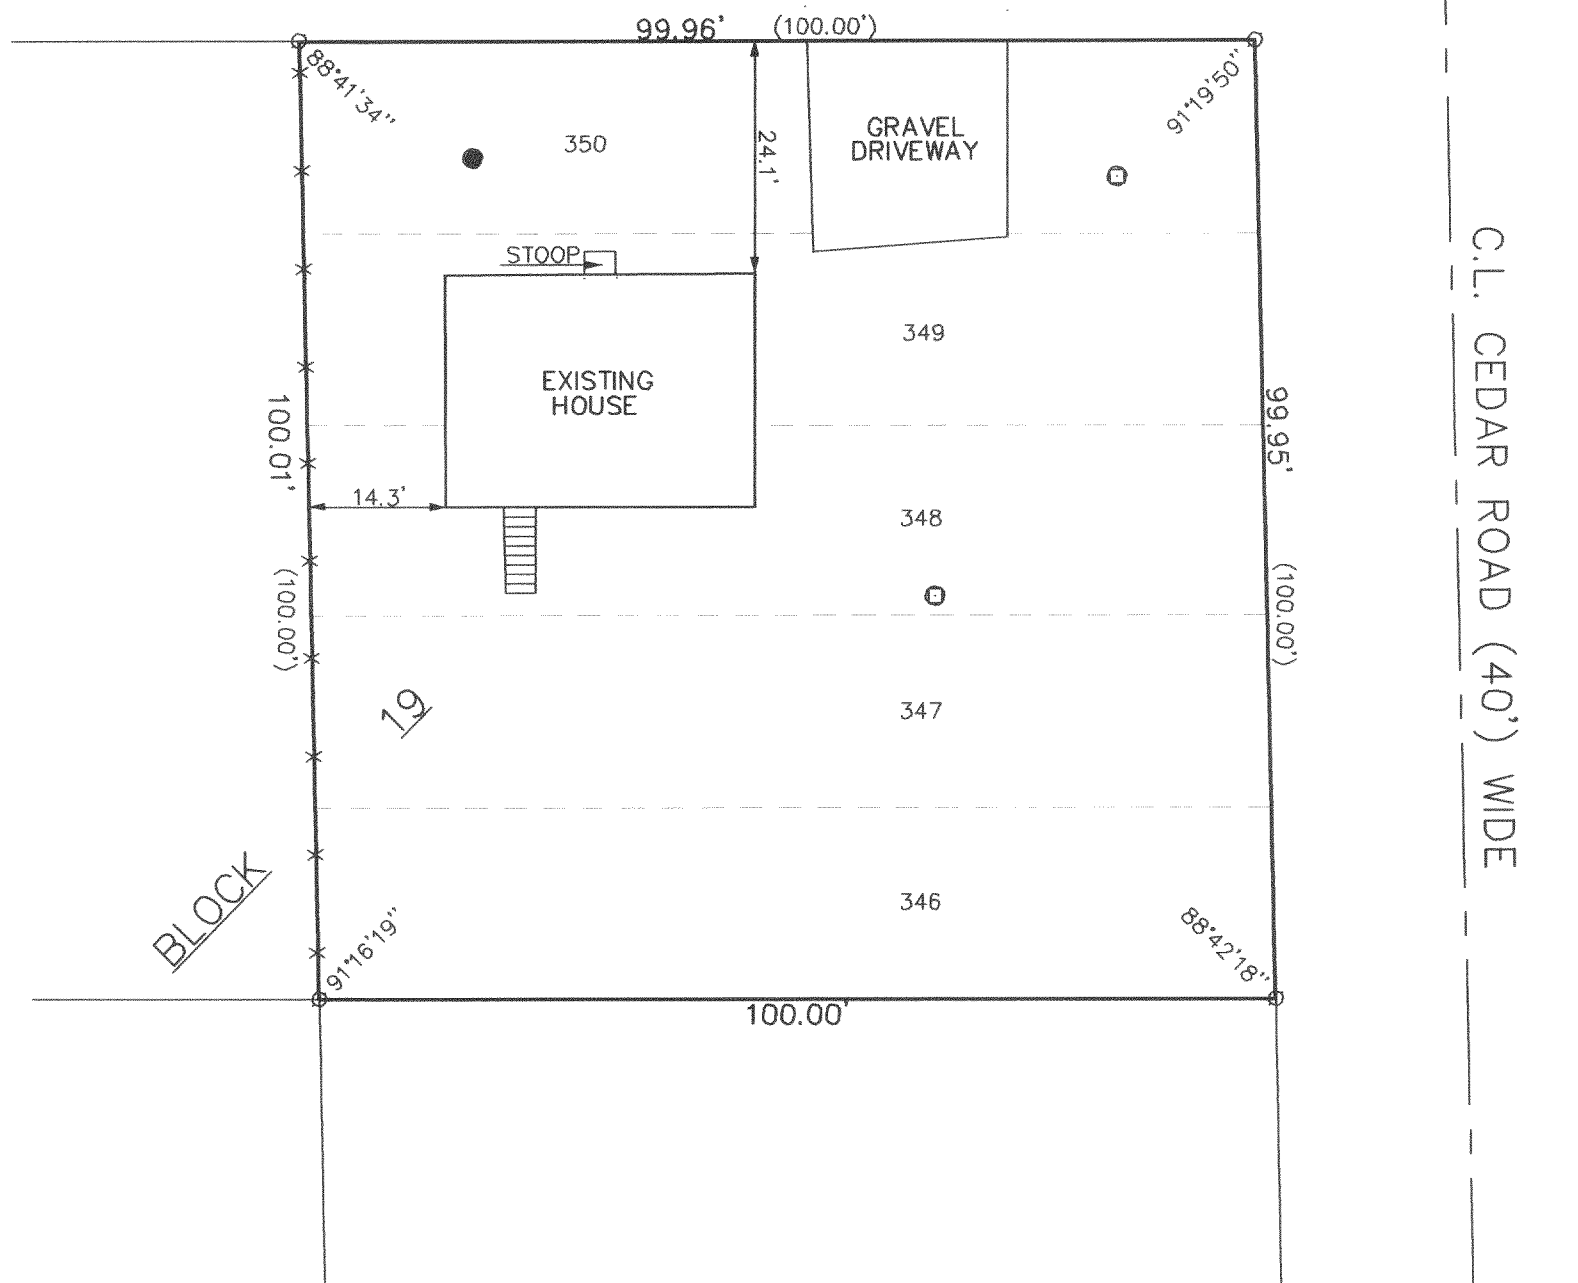 99.96' (100.00')
88°41'34"
91°19'50"
350
24.1'
GRAVEL
DRIVEWAY
STOOP
349
EXISTING
HOUSE
100.01'
(100.00')
14.3'
99.95'
(100.00')
348
19
347
BLOCK
346
91°16'19"
88°42'18"
100.00'
C.L. CEDAR ROAD (40') WIDE